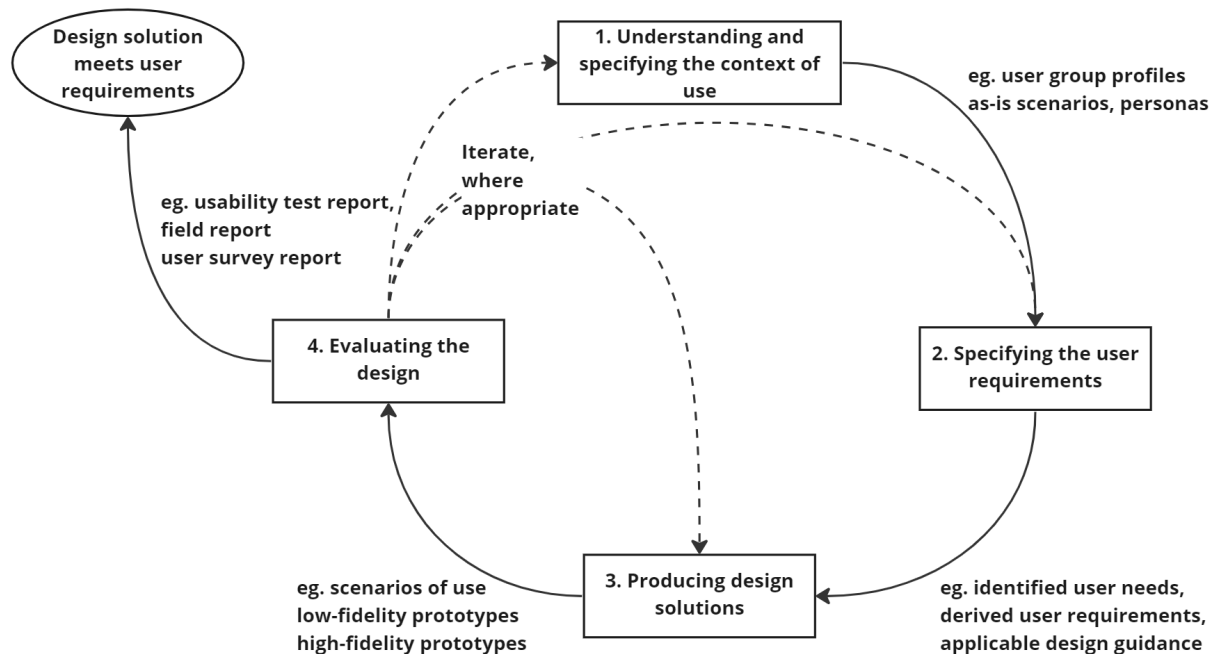 Design solution
meets user
requirements
1. Understanding and
specifying the context of
use
eg. user group profiles
as-is scenarios, personas
Iterate,
where
appropriate
eg. usability test report,
field report
user survey report
4. Evaluating the
design
2. Specifying the user
requirements
3. Producing design
solutions
eg. scenarios of use
low-fidelity prototypes
high-fidelity prototypes
eg. identified user needs,
derived user requirements,
applicable design guidance